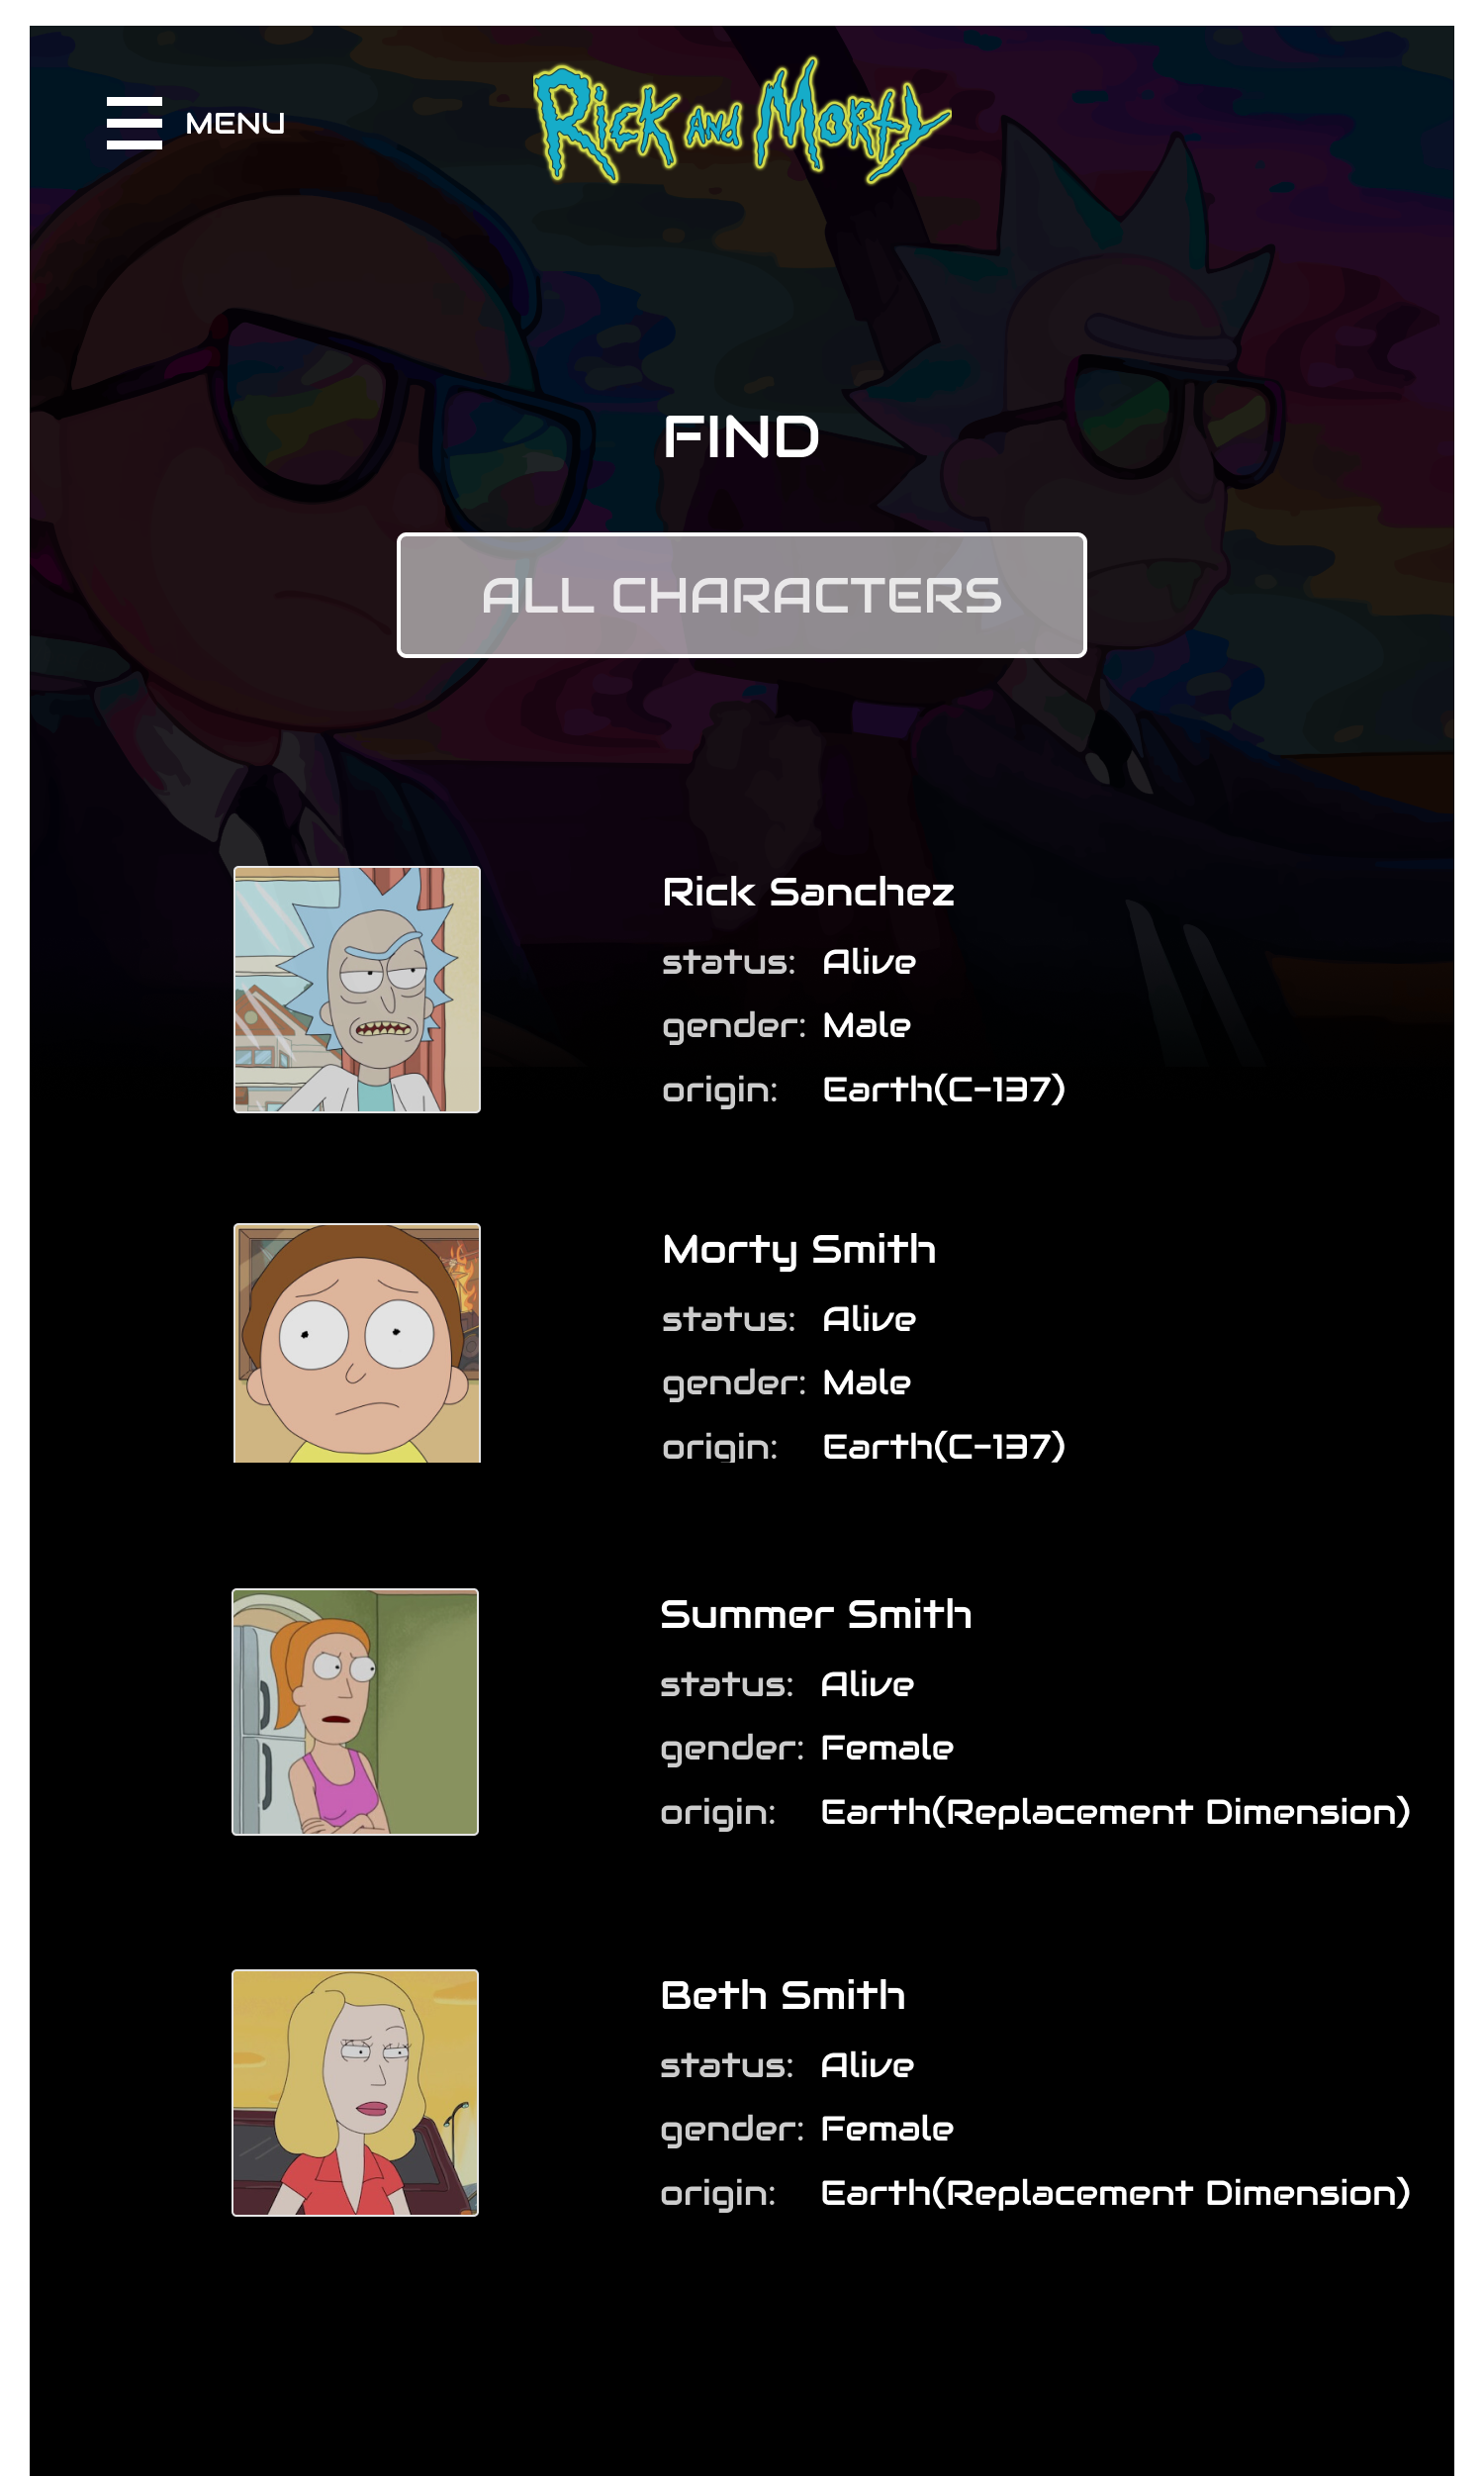 MENU
Rick and Morty
FIND
ALL CHARACTERS
Rick Sanchez
status: Alive
gender: Male
origin: Earth(C-137)
Morty Smith
status: Alive
gender: Male
origin: Earth(C-137)
Summer Smith
status: Alive
gender: Female
origin: Earth(Replacement Dimension)
Beth Smith
status: Alive
gender: Female
origin: Earth(Replacement Dimension)